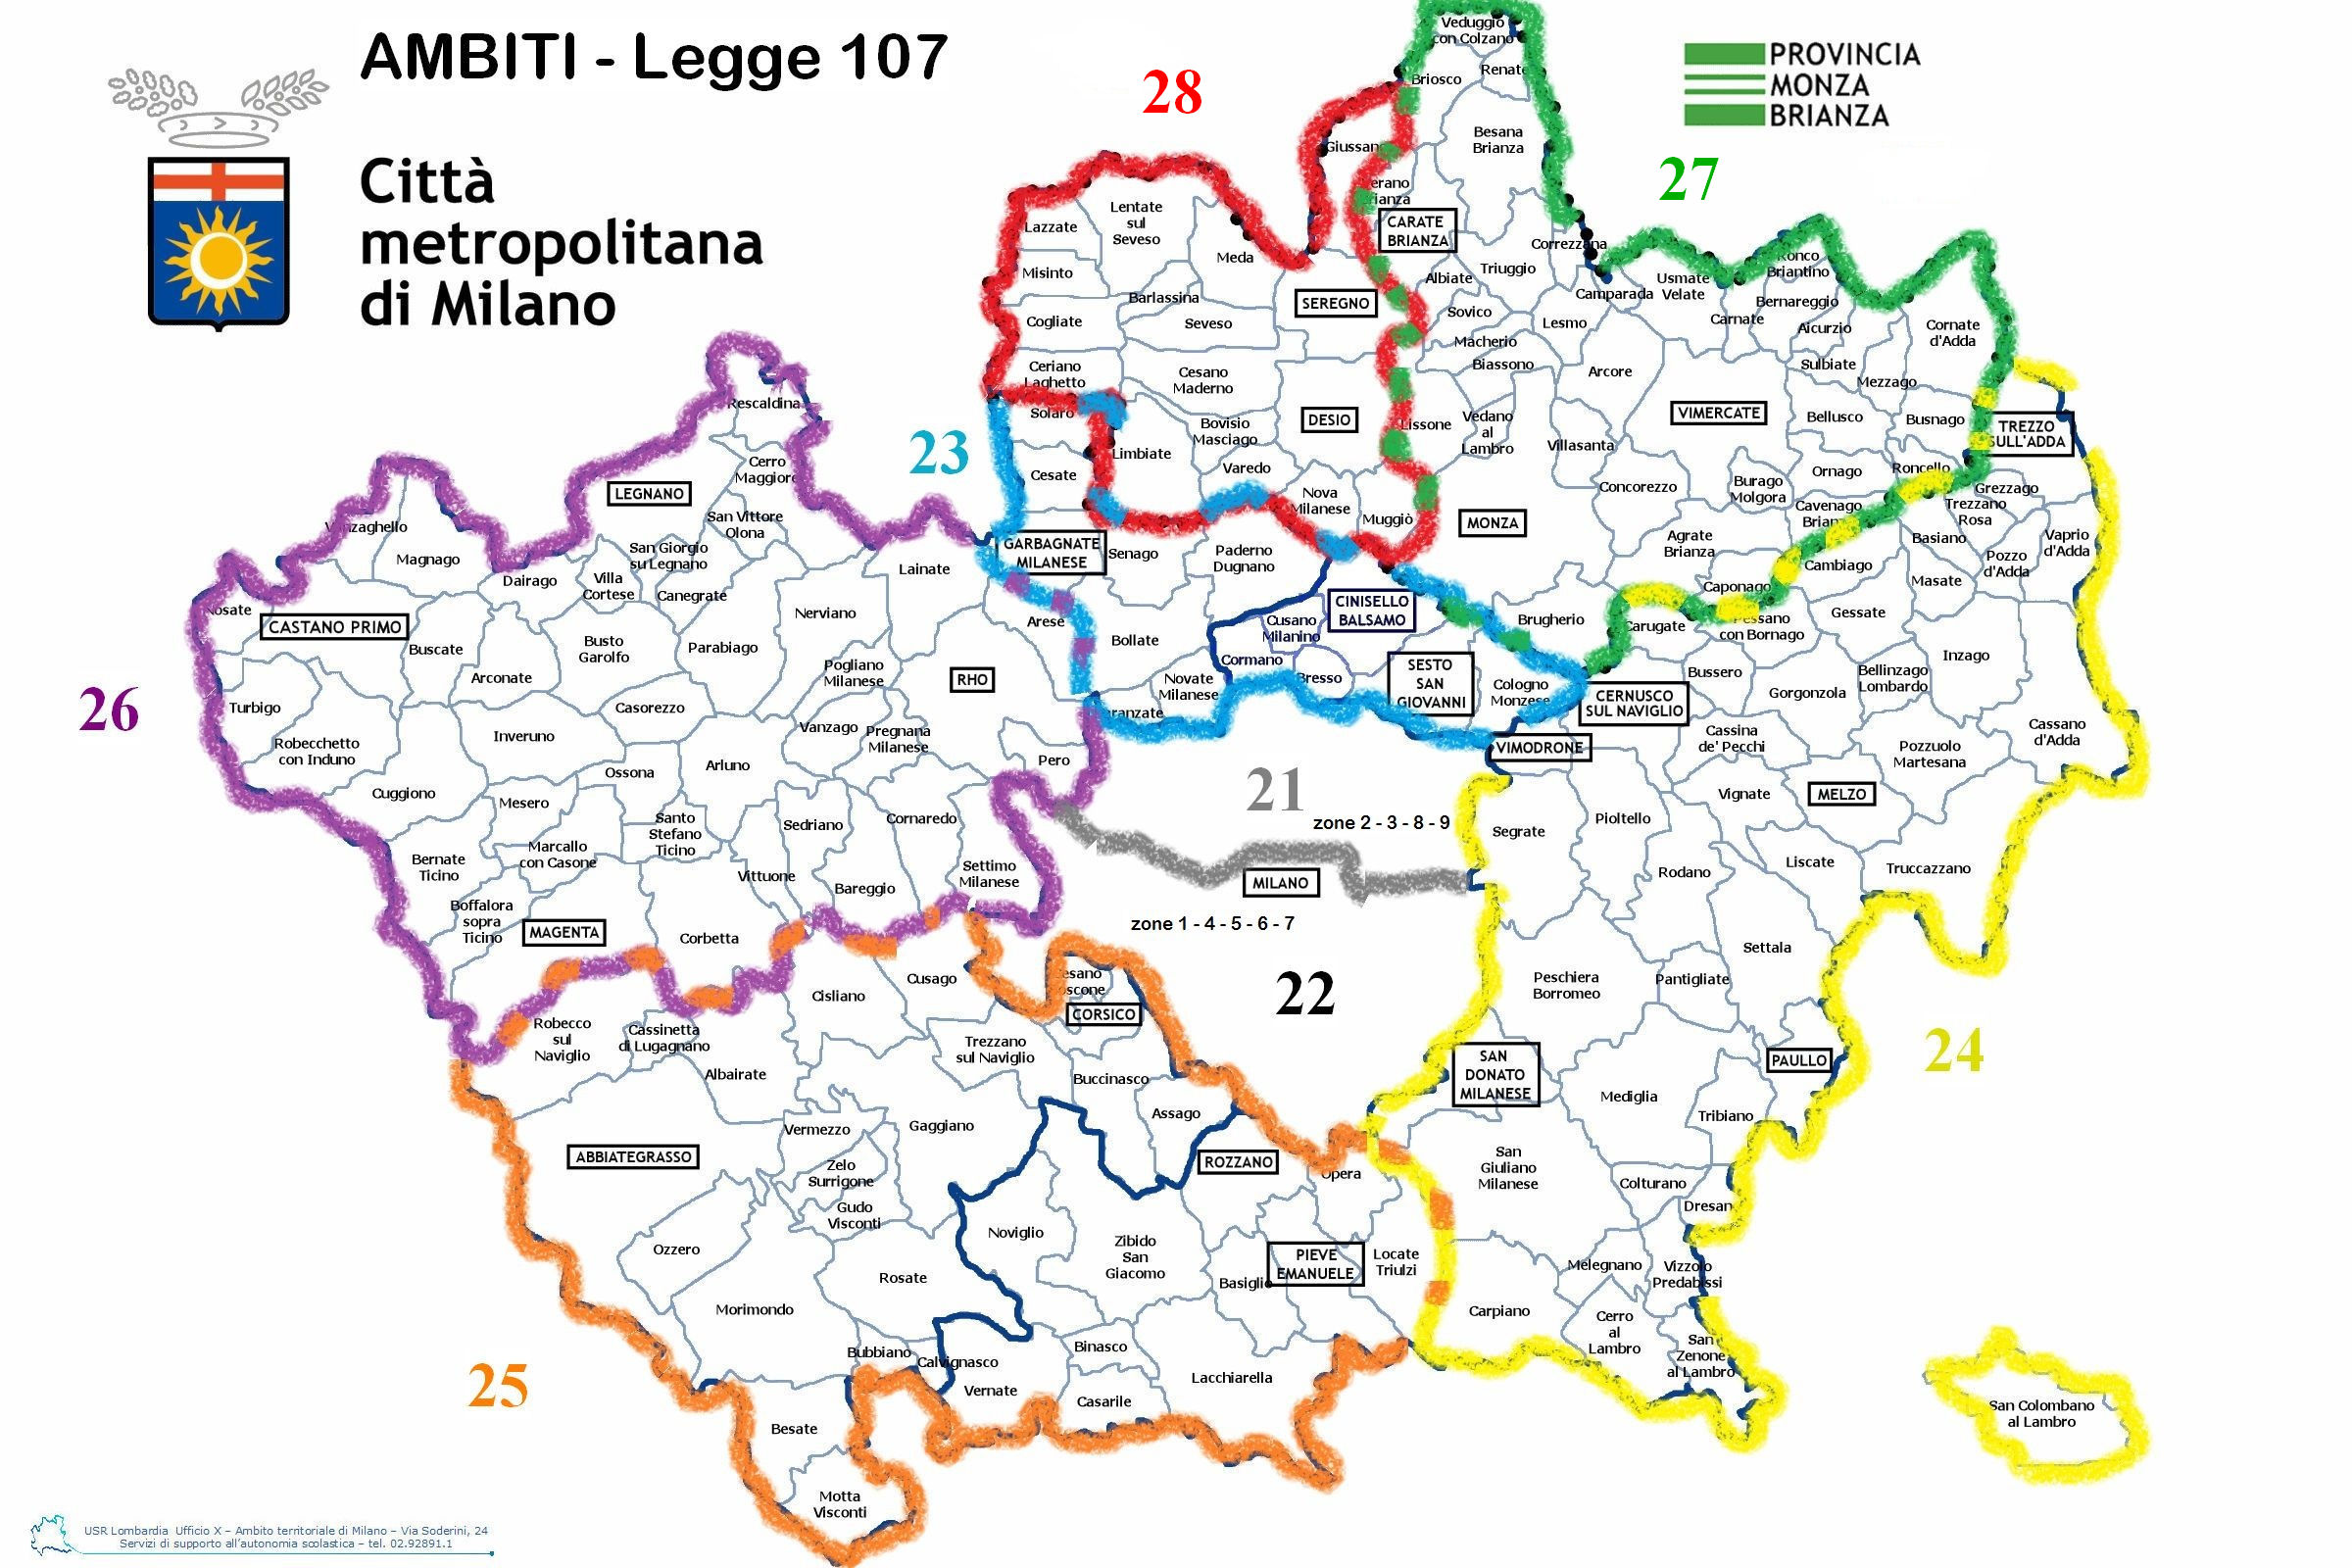 AMBITI - Legge 107
Città
metropolitana
di Milano
PROVINCIA
MONZA
BRIANZA
28
27
23
26
21
22
24
25
zone 2 - 3 - 8 - 9
MILANO
zone 1 - 4 - 5 - 6 - 7
Veduggio
con Colzano
Briosco
Renate
Besana
Brianza
Giussano
CARATE
BRIANZA
Correzzana
Triuggio
Albiate
Sovico
Macherio
Biassono
Lesmo
Camparada
Usmate
Velate
Ronco
Briantino
Bernareggio
Carnate
Aicurzio
Cornate
d'Adda
Sulbiate
Mezzago
Arcore
VIMERCATE
Bellusco
Busnago
TREZZO
SULL'ADDA
Lissone
Vedano
al
Lambro
Villasanta
Concorezzo
Burago
Molgora
Ornago
Roncello
Cavenago
Agrate
Brianza
Caponago
MONZA
Brugherio
Lazzate
Lentate
sul
Seveso
Meda
Misinto
Barlassina
SEREGNO
Cogliate
Seveso
Ceriano
Laghetto
Cesano
Maderno
DESIO
Bovisio
Masciago
Limbiate
Varedo
Nova
Milanese
Muggiò
Solaro
Cesate
GARBAGNATE
MILANESE
Senago
Paderno
Dugnano
CINISELLO
BALSAMO
Cusano
Milanino
Cormano
Bresso
SESTO
SAN
GIOVANNI
Cologno
Monzese
Arese
Bollate
Novate
Milanese
Rescaldina
Cerro
Maggiore
LEGNANO
San Vittore
Olona
San Giorgio
su Legnano
Villa
Cortese
Canegrate
Magnago
Dairago
CASTANO PRIMO
Buscate
Arconate
Busto
Garolfo
Parabiago
Nerviano
Lainate
Pogliano
Milanese
RHO
Turbigo
Robecchetto
con Induno
Inveruno
Casorezzo
Vanzago
Pregnana
Milanese
Pero
Cuggiono
Mesero
Ossona
Arluno
Sedriano
Cornaredo
Santo
Stefano
Ticino
Marcallo
con Casone
Bernate
Ticino
Vittuone
Bareggio
Settimo
Milanese
Boffalora
sopra
Ticino
MAGENTA
Corbetta
Robecco
sul
Naviglio
Cassinetta
di Lugagnano
Cisliano
Cusago
CORSICO
Trezzano
sul Naviglio
Albairate
Buccinasco
Assago
Vermezzo
Gaggiano
ABBIATEGRASSO
Zelo
Surrigone
Gudo
Visconti
ROZZANO
Opera
Ozzero
Rosate
Noviglio
Zibido
San
Giacomo
Basiglio
PIEVE
EMANUELE
Locate
Triulzi
Morimondo
Bubbiano
Calvignasco
Vernate
Binasco
Casarile
Lacchiarella
Besate
Motta
Visconti
Grezzago
Trezzano
Rosa
Vaprio
d'Adda
Basiano
Pozzo
d'Adda
Masate
Cambiago
Gessate
Carugate
Pessano
con Bornago
Bussero
Gorgonzola
Bellinzago
Lombardo
Inzago
CERNUSCO
SUL NAVIGLIO
VIMODRONE
Cassina
de' Pecchi
Pozzuolo
Martesana
Cassano
d'Adda
Vignate
MELZO
Segrate
Pioltello
Rodano
Liscate
Truccazzano
Settala
Peschiera
Borromeo
Pantigliate
SAN
DONATO
MILANESE
Mediglia
PAULLO
Tribiano
San
Giuliano
Milanese
Colturano
Dresan
Melegnano
Vizzolo
Predabissi
Carpiano
Cerro
al
Lambro
San
Zenone
al Lambro
San Colombano
al Lambro
USR Lombardia Ufficio X – Ambito territoriale di Milano – Via Soderini, 24
Servizi di supporto all'autonomia scolastica – tel. 02.92891.1